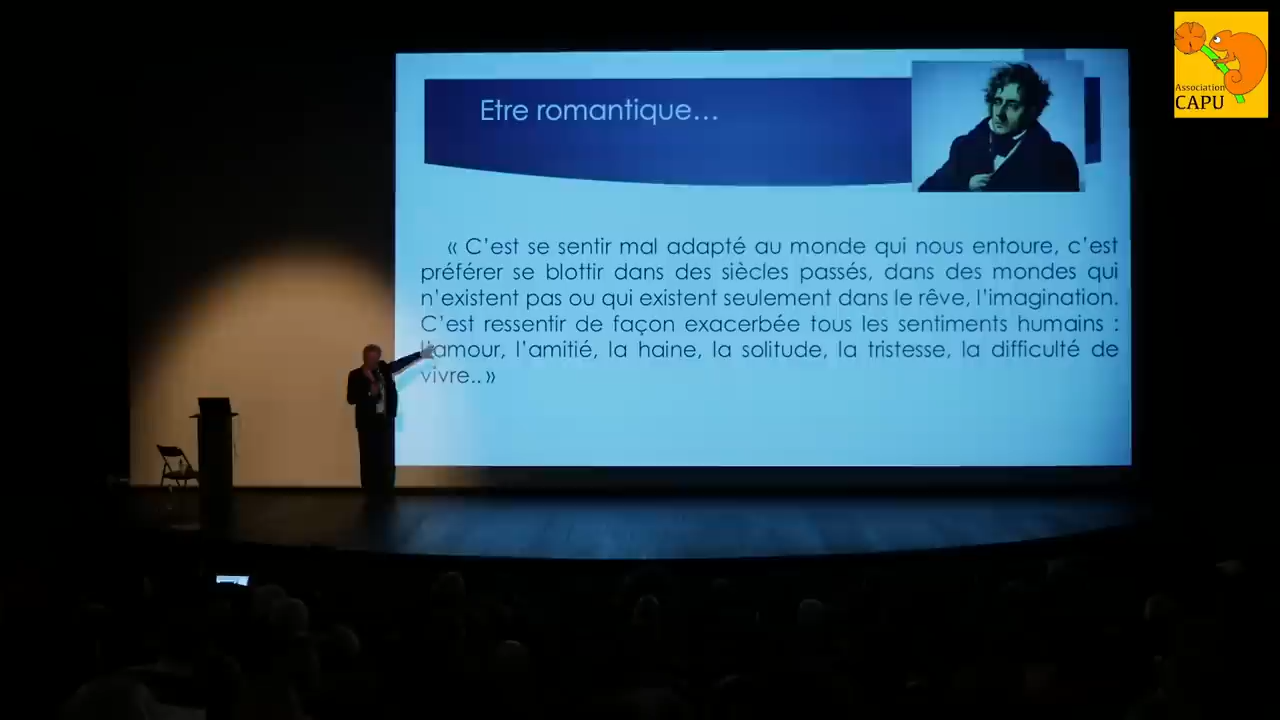 Association
CAPU
Etre romantique...
« C'est se sentir mal adapté au monde qui nous entoure, c'est
préférer se blottir dans des siècles passés, dans des mondes qui
n'existent pas ou qui existent seulement dans le rêve, l'imagination.
C'est ressentir de façon exacerbée tous les sentiments humains :
l'amour, l'amitié, la haine, la solitude, la tristesse, la difficulté de
vivre.. »